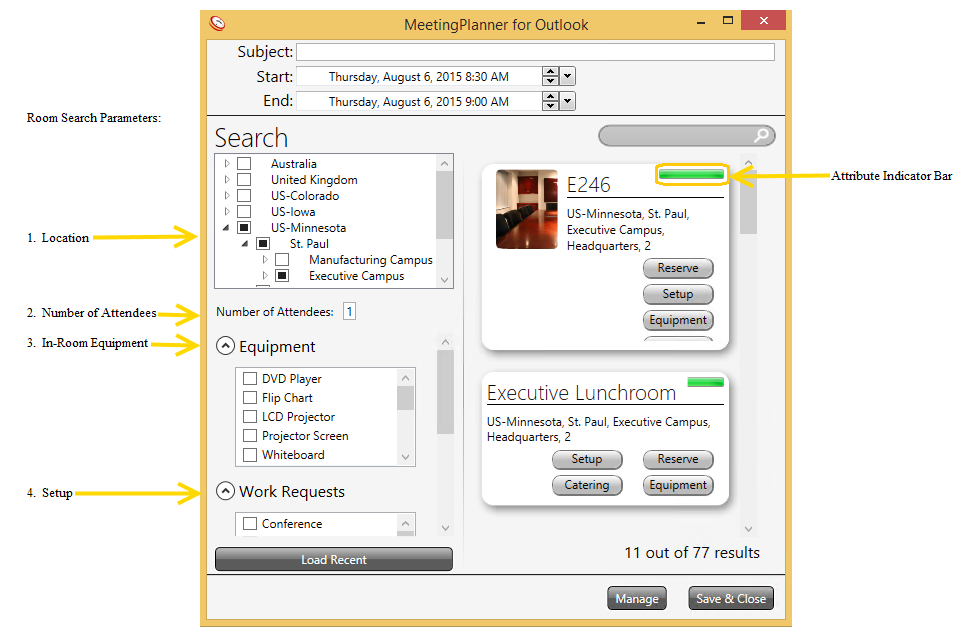 MeetingPlanner for Outlook
Subject:
Start: Thursday, August 6, 2015 8:30 AM
End: Thursday, August 6, 2015 9:00 AM
Room Search Parameters:
Search
Australia
United Kingdom
US-Colorado
US-Iowa
US-Minnesota
St. Paul
Manufacturing Campus
Executive Campus
1. Location
Number of Attendees: 1
2. Number of Attendees
3. In-Room Equipment
Equipment
DVD Player
Flip Chart
LCD Projector
Projector Screen
Whiteboard
4. Setup
Work Requests
Conference
Load Recent
E246
Attribute Indicator Bar
US-Minnesota, St. Paul,
Executive Campus,
Headquarters, 2
Reserve
Setup
Equipment
Executive Lunchroom
US-Minnesota, St. Paul, Executive Campus,
Headquarters, 2
Setup Reserve
Catering Equipment
11 out of 77 results
Manage Save & Close